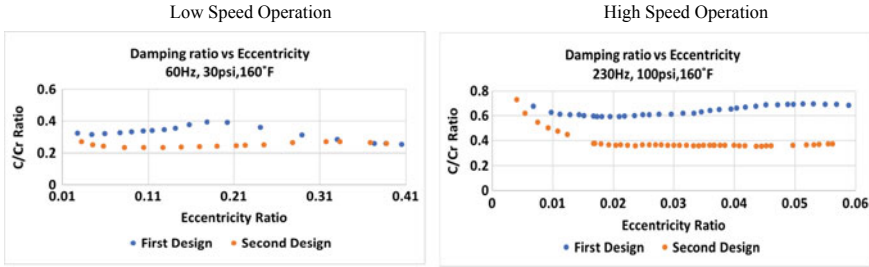 Low Speed Operation
High Speed Operation
Damping ratio vs Eccentricity
60Hz, 30psi,160˚F
C/Cr Ratio
0.6
0.4
0.2
0
0.01
0.11
0.21
0.31
0.41
Eccentricity Ratio
First Design
Second Design
Damping ratio vs Eccentricity
230Hz, 100psi,160˚F
C/Cr Ratio
0.8
0.6
0.4
0.2
0
0
0.01
0.02
0.03
0.04
0.05
0.06
Eccentricity Ratio
First Design
Second Design